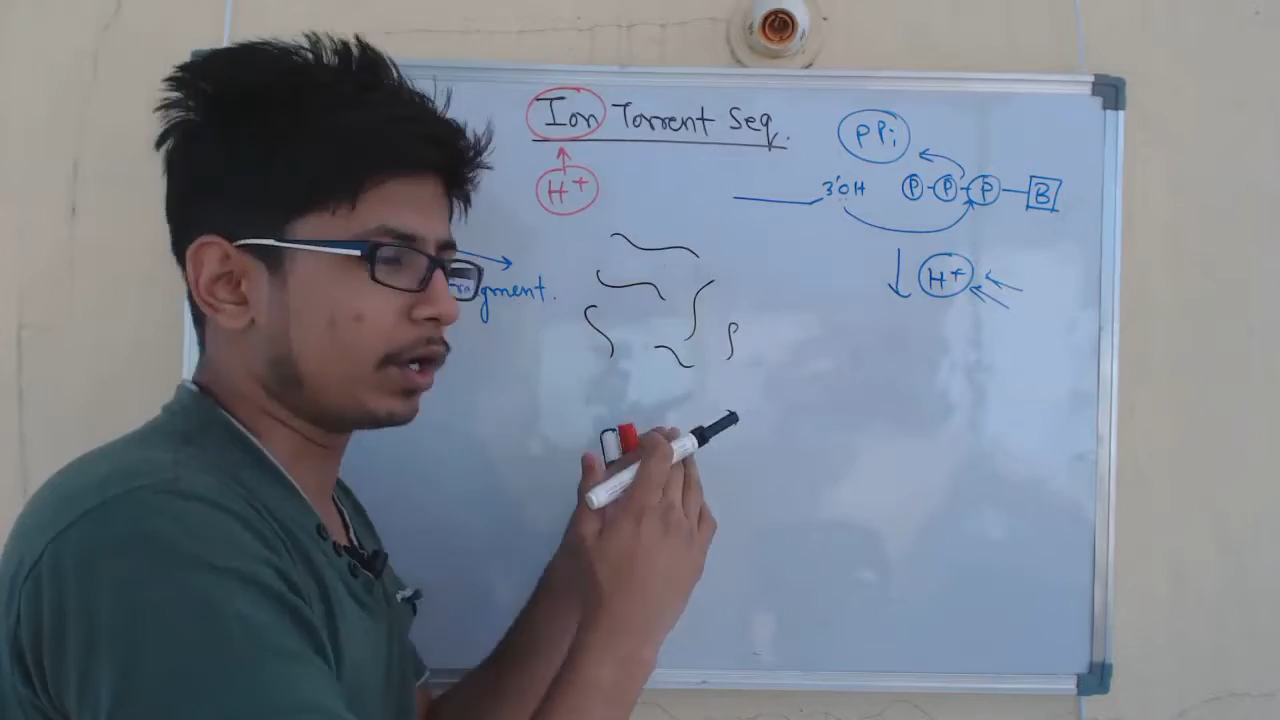 Ion Torrent Seq.
H+
PPi
3'OH P-P-P-B
H+
gment.